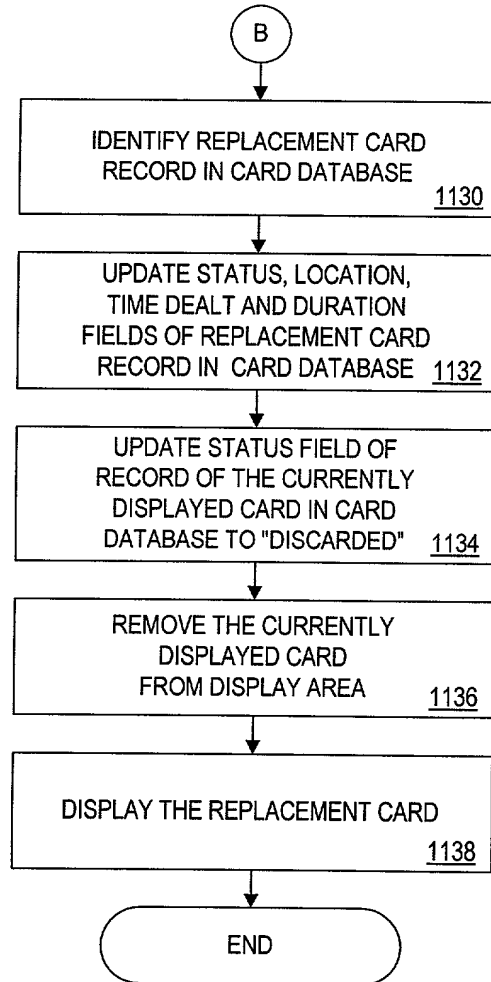 B
IDENTIFY REPLACEMENT CARD
RECORD IN CARD DATABASE
1130
UPDATE STATUS, LOCATION,
TIME DEALT AND DURATION
FIELDS OF REPLACEMENT CARD
RECORD IN CARD DATABASE 1132
UPDATE STATUS FIELD OF
RECORD OF THE CURRENTLY
DISPLAYED CARD IN CARD
DATABASE TO "DISCARDED" 1134
REMOVE THE CURRENTLY
DISPLAYED CARD
FROM DISPLAY AREA 1136
DISPLAY THE REPLACEMENT CARD
1138
END